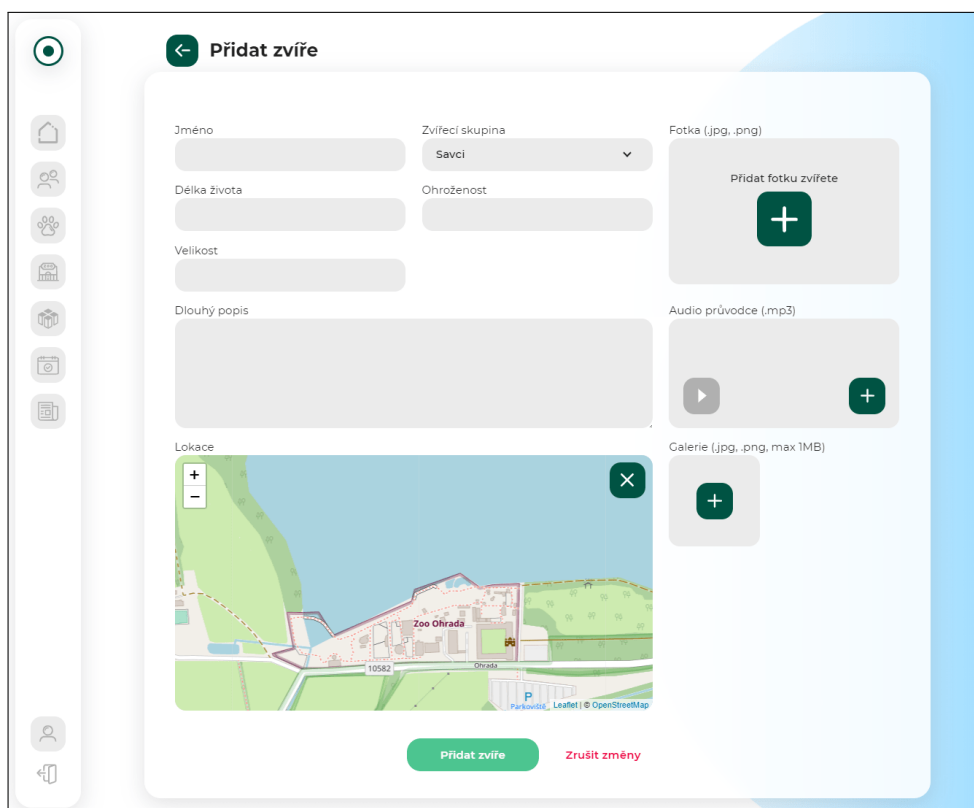 Přidat zvíře
Jméno
Zvířecí skupina
Savci
Fotka (.jpg, .png)
Přidat fotku zvířete
Délka života
Ohroženost
Velikost
Dlouhý popis
Audio průvodce (.mp3)
Lokace
Galerie (.jpg, .png, max 1MB)
+
−
Zoo Ohrada
10582
Ohrada
P
Parkoviště
Leaflet | © OpenStreetMap
Přidat zvíře
Zrušit změny